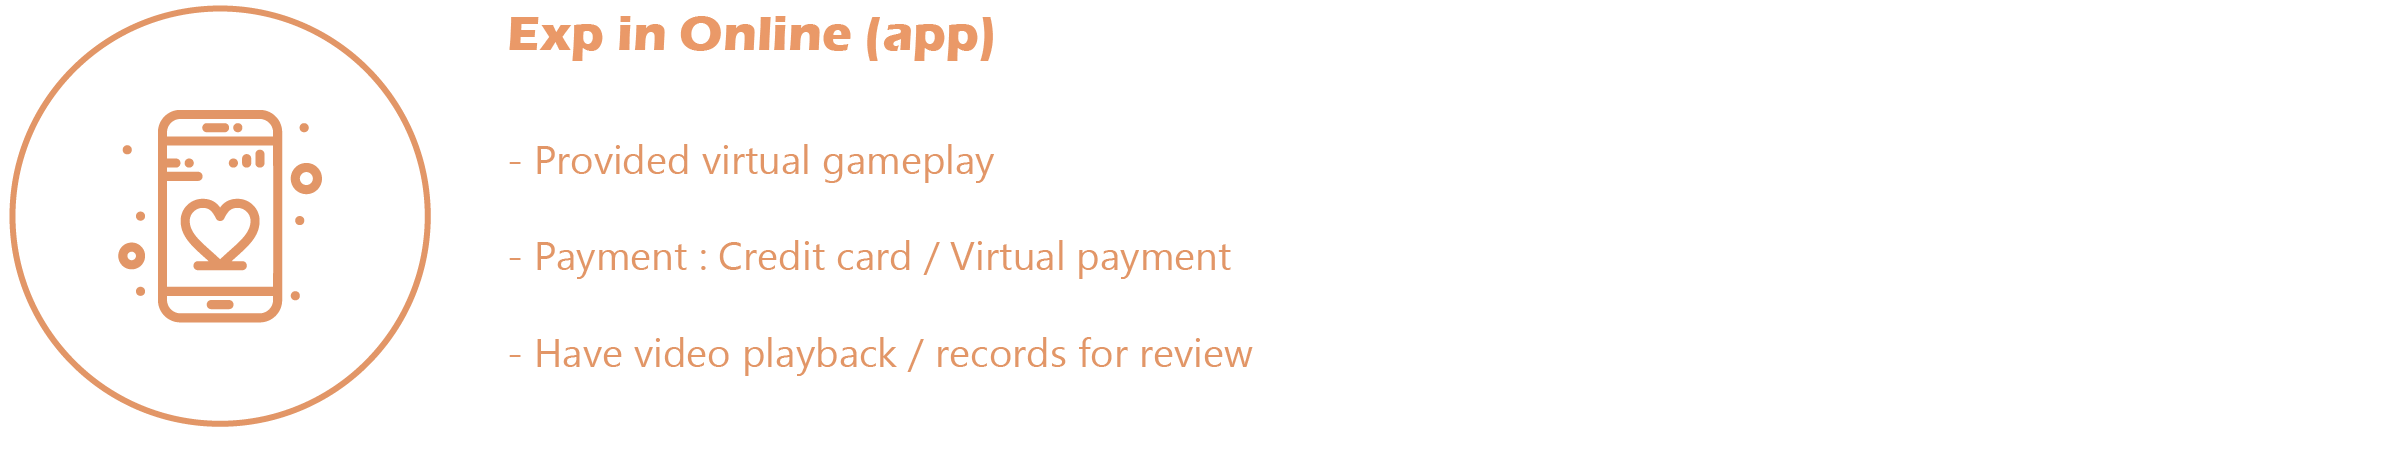 Exp in Online (app)
- Provided virtual gameplay
- Payment : Credit card / Virtual payment
- Have video playback / records for review